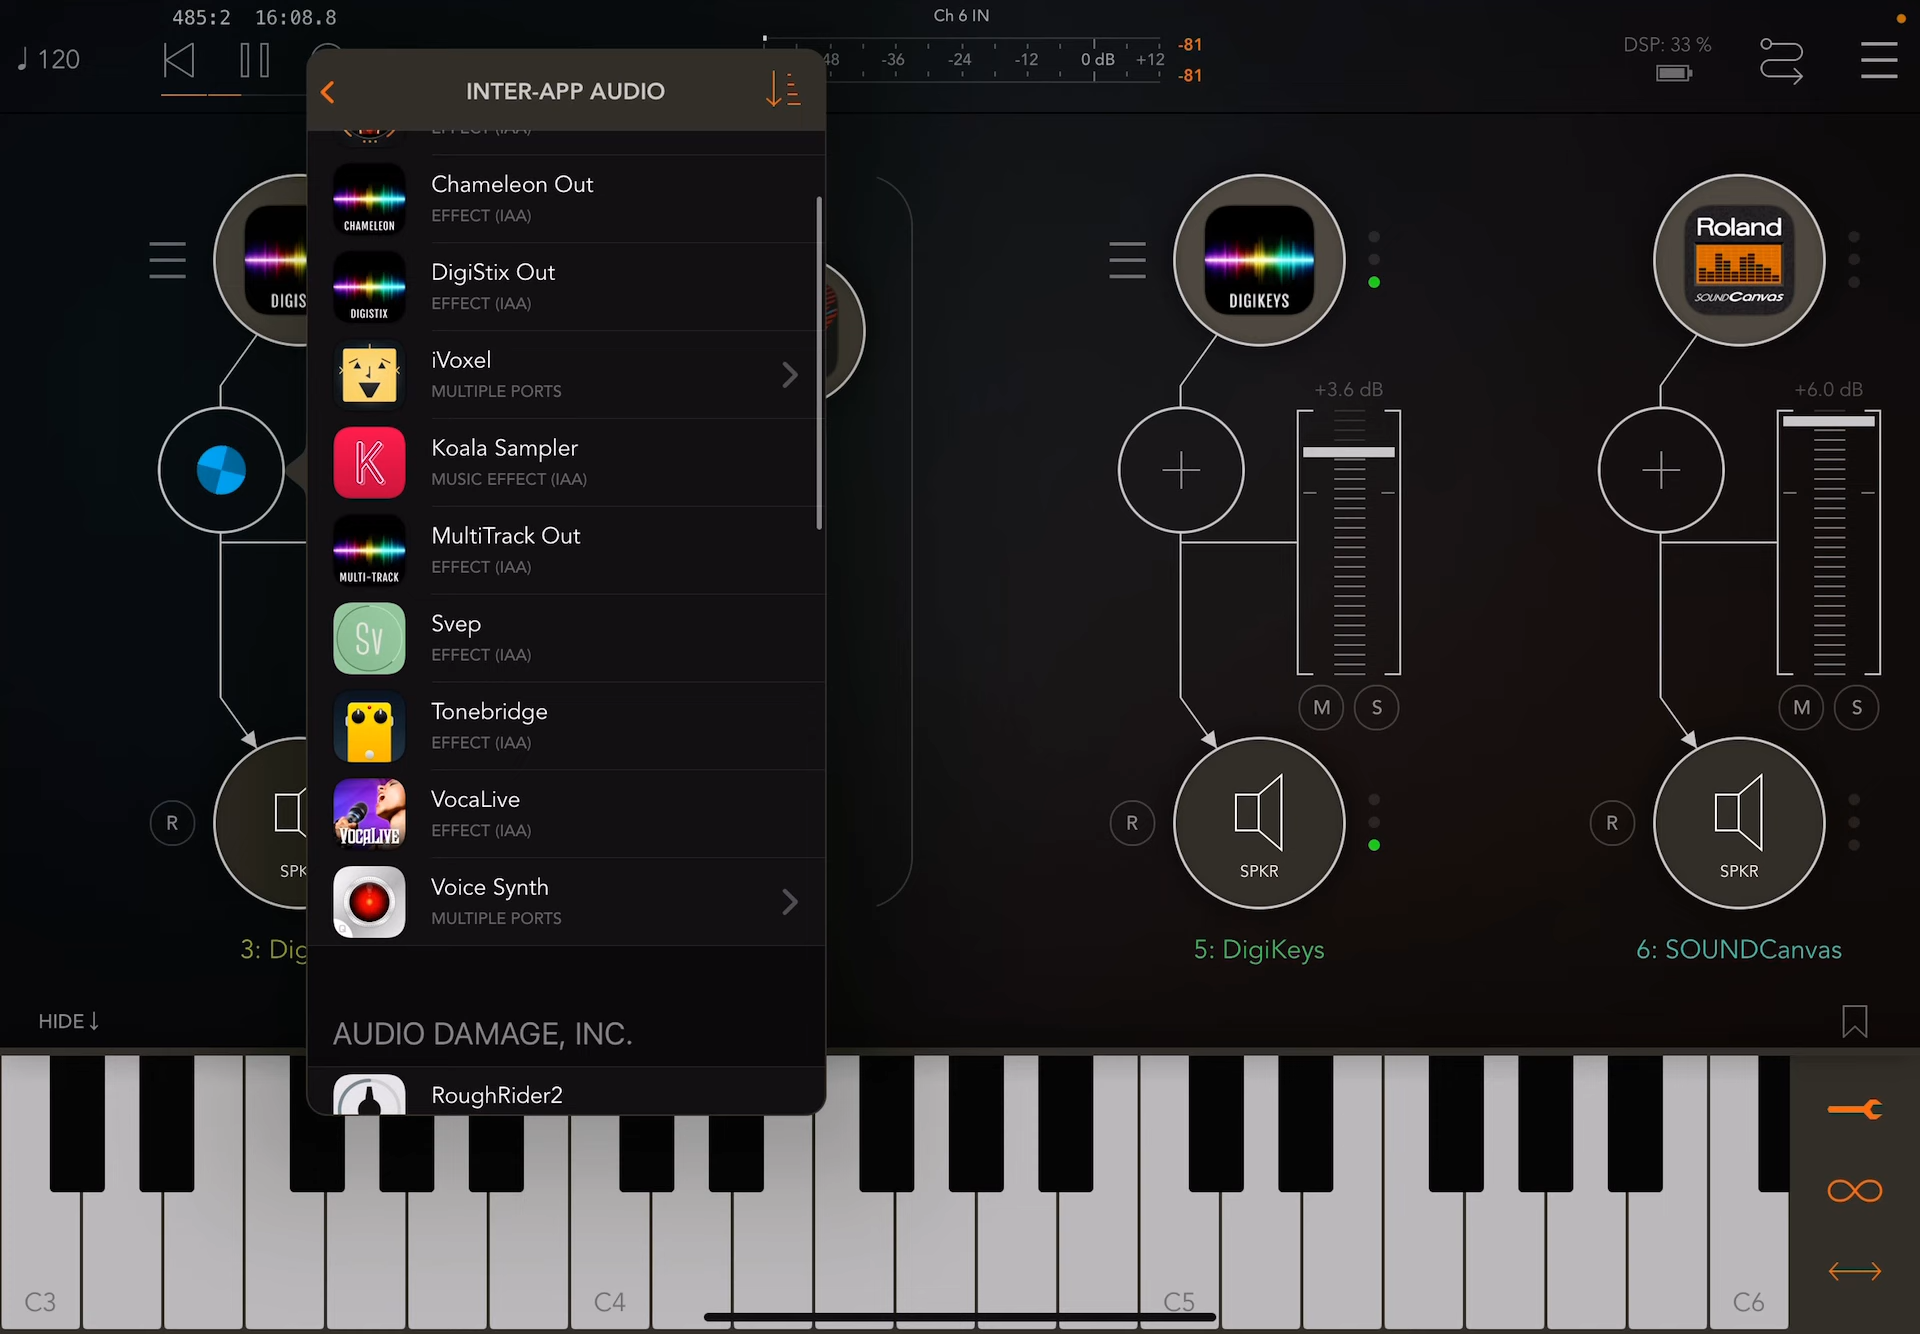 485:2 16:08.8
120
Ch 6 IN
48 -36 -24 -12 0 dB +12
-81
-81
DSP: 33 %
INTER-APP AUDIO
EFFECT (IAA)
CHAMELEON
Chameleon Out
EFFECT (IAA)
DIGISTIX
DigiStix Out
EFFECT (IAA)
iVoxel
MULTIPLE PORTS
K
Koala Sampler
MUSIC EFFECT (IAA)
MULTI-TRACK
MultiTrack Out
EFFECT (IAA)
Sv
Svep
EFFECT (IAA)
Tonebridge
EFFECT (IAA)
VOCALIVE
VocaLive
EFFECT (IAA)
Voice Synth
MULTIPLE PORTS
AUDIO DAMAGE, INC.
RoughRider2
DIGIS
R
SPK
3: Dig
DIGIKEYS
+3.6 dB
M S
R
SPKR
5: DigiKeys
Roland
SOUNDCanvas
+6.0 dB
M S
R
SPKR
6: SOUNDCanvas
HIDE↓
C3 C4 C5 C6